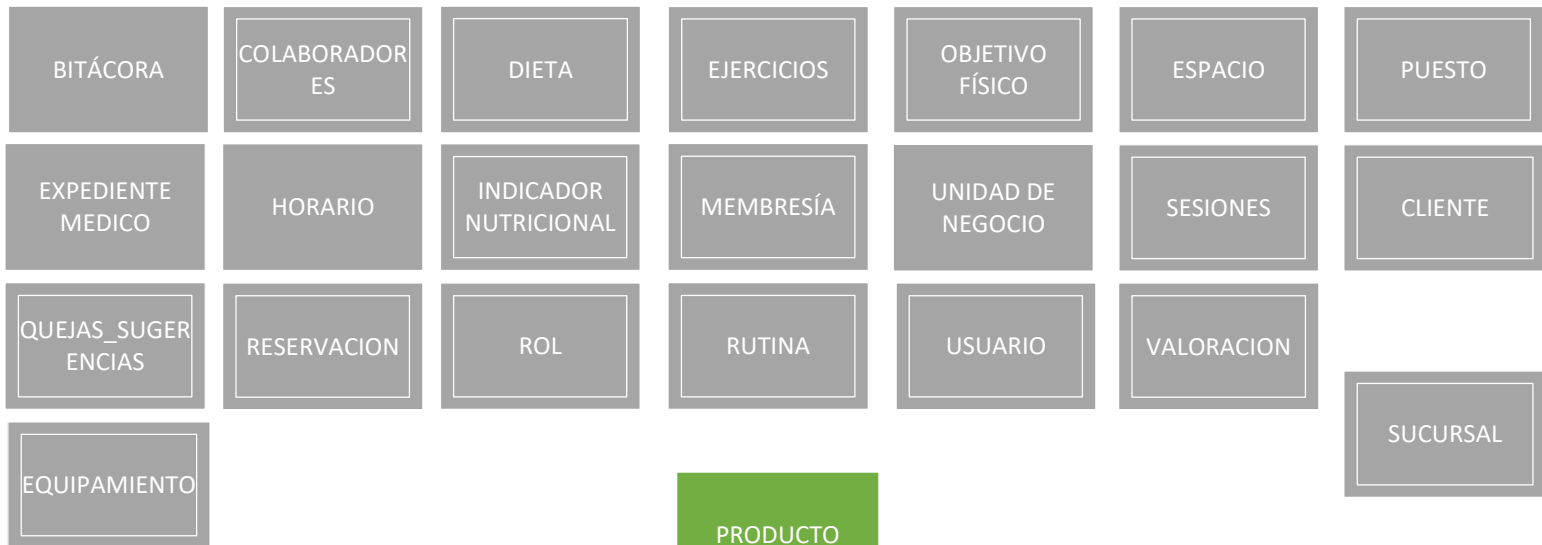 BITÁCORA
COLABORADOR
ES
DIETA
EJERCICIOS
OBJETIVO
FÍSICO
ESPACIO
PUESTO
EXPEDIENTE
MEDICO
HORARIO
INDICADOR
NUTRICIONAL
MEMBRESÍA
UNIDAD DE
NEGOCIO
SESIONES
CLIENTE
QUEJAS_SUGER
ENCIAS
RESERVACION
ROL
RUTINA
USUARIO
VALORACION
SUCURSAL
EQUIPAMIENTO
PRODUCTO